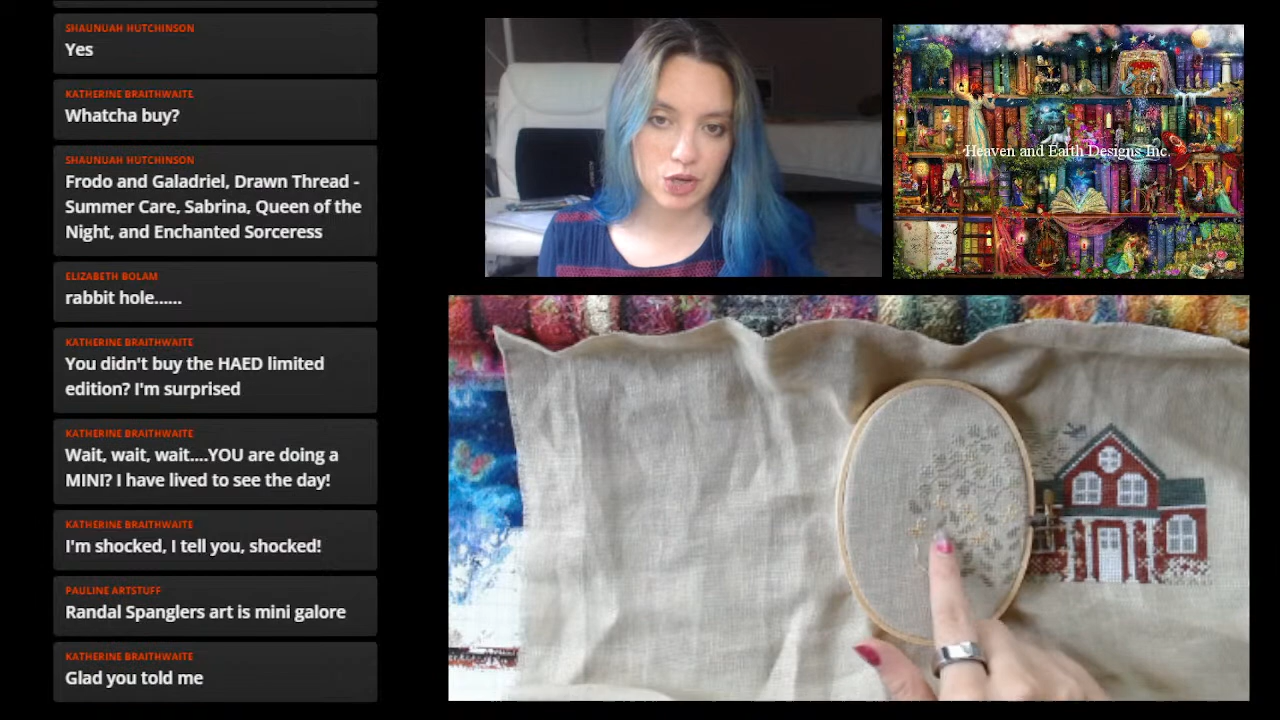 SHAUNUAH HUTCHINSON
Yes
KATHERINE BRAITHWAITE
Whatcha buy?
SHAUNUAH HUTCHINSON
Frodo and Galadriel, Drawn Thread -
Summer Care, Sabrina, Queen of the
Night, and Enchanted Sorceress
ELIZABETH BOLAM
rabbit hole......
KATHERINE BRAITHWAITE
You didn't buy the HAED limited
edition? I'm surprised
KATHERINE BRAITHWAITE
Wait, wait, wait....YOU are doing a
MINI? I have lived to see the day!
KATHERINE BRAITHWAITE
I'm shocked, I tell you, shocked!
PAULINE ARTSTUFF
Randal Spanglers art is mini galore
KATHERINE BRAITHWAITE
Glad you told me
Heaven and Earth Designs Inc